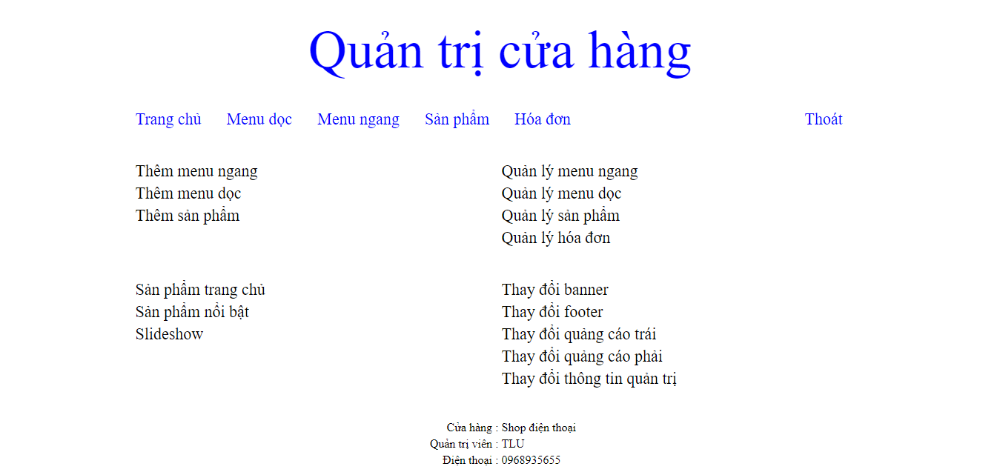 Quản trị cửa hàng
Trang chủ Menu dọc Menu ngang Sản phẩm Hóa đơn Thoát
Thêm menu ngang
Thêm menu dọc
Thêm sản phẩm
Quản lý menu ngang
Quản lý menu dọc
Quản lý sản phẩm
Quản lý hóa đơn
Sản phẩm trang chủ
Sản phẩm nổi bật
Slideshow
Thay đổi banner
Thay đổi footer
Thay đổi quảng cáo trái
Thay đổi quảng cáo phải
Thay đổi thông tin quản trị
Cửa hàng : Shop điện thoại
Quản trị viên : TLU
Điện thoại : 0968935655